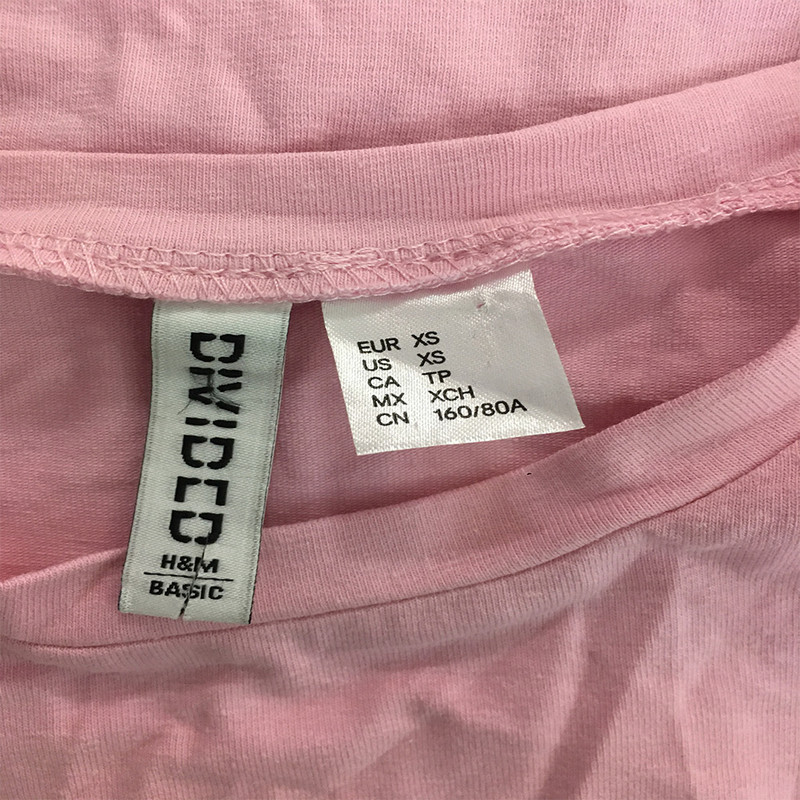 DIVIDED
H&M
BASIC
EUR XS
US XS
CA TP
MX XCH
CN 160/80A